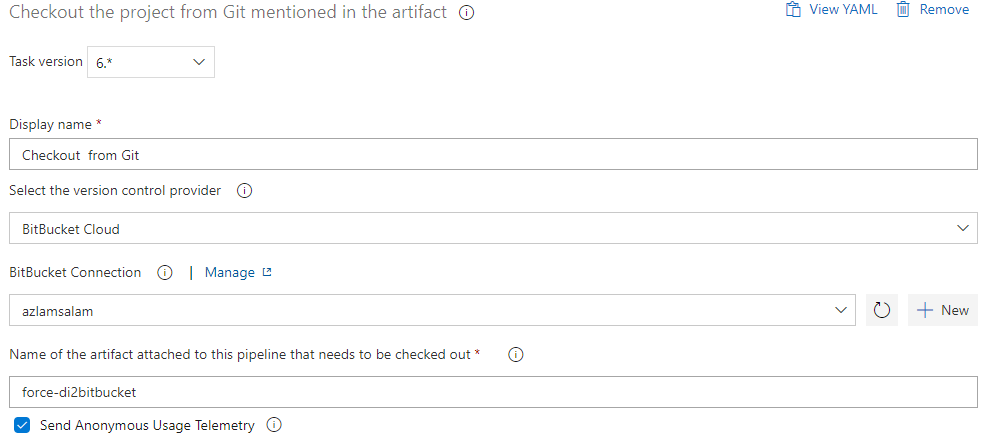 Checkout the project from Git mentioned in the artifact
View YAML
Remove
Task version 6.*
Display name *
Checkout  from Git
Select the version control provider
BitBucket Cloud
BitBucket Connection | Manage
azlamsalam
New
Name of the artifact attached to this pipeline that needs to be checked out *
force-di2bitbucket
Send Anonymous Usage Telemetry